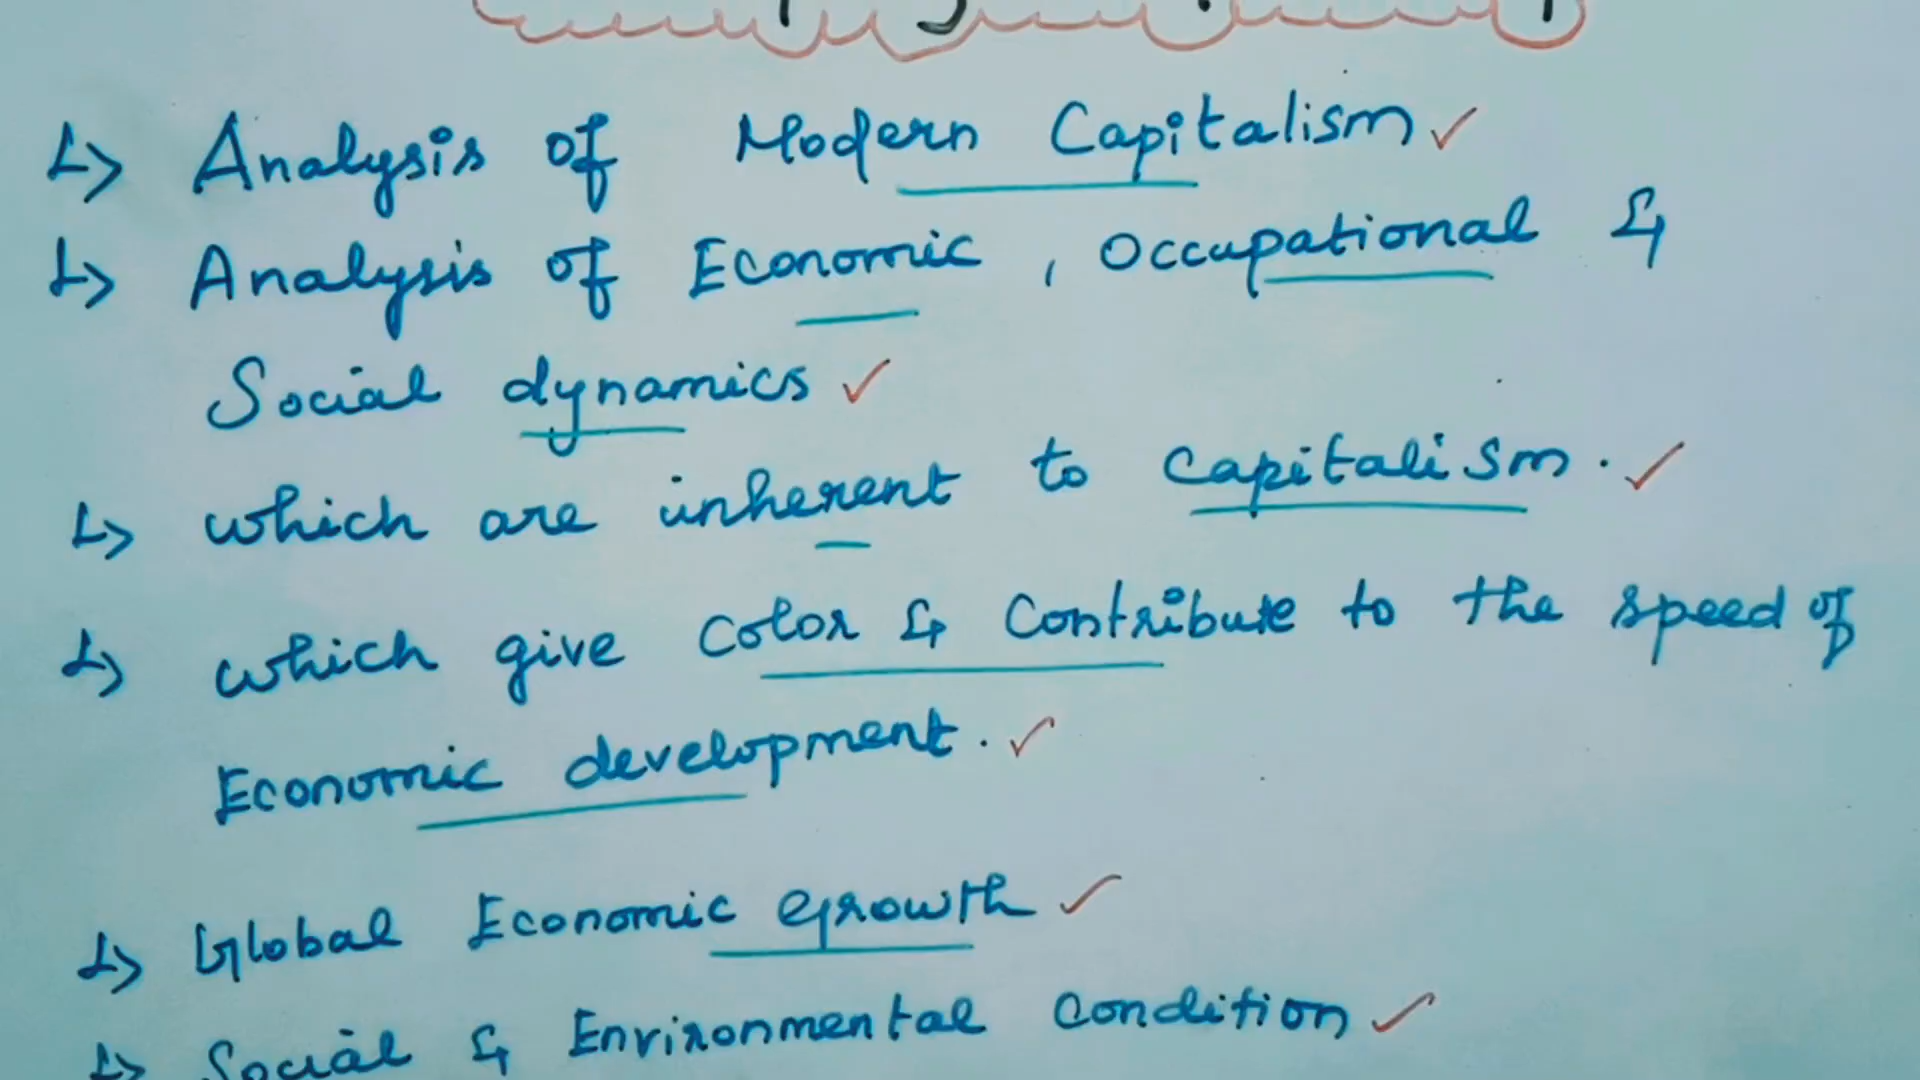 Analysis of Modern Capitalism ✓
Analysis of Economic, Occupational &
Social dynamics ✓
which are inherent to capitalism. ✓
which give color & contribute to the speed of
Economic development. ✓
Global Economic growth ✓
Social & Environmental condition ✓